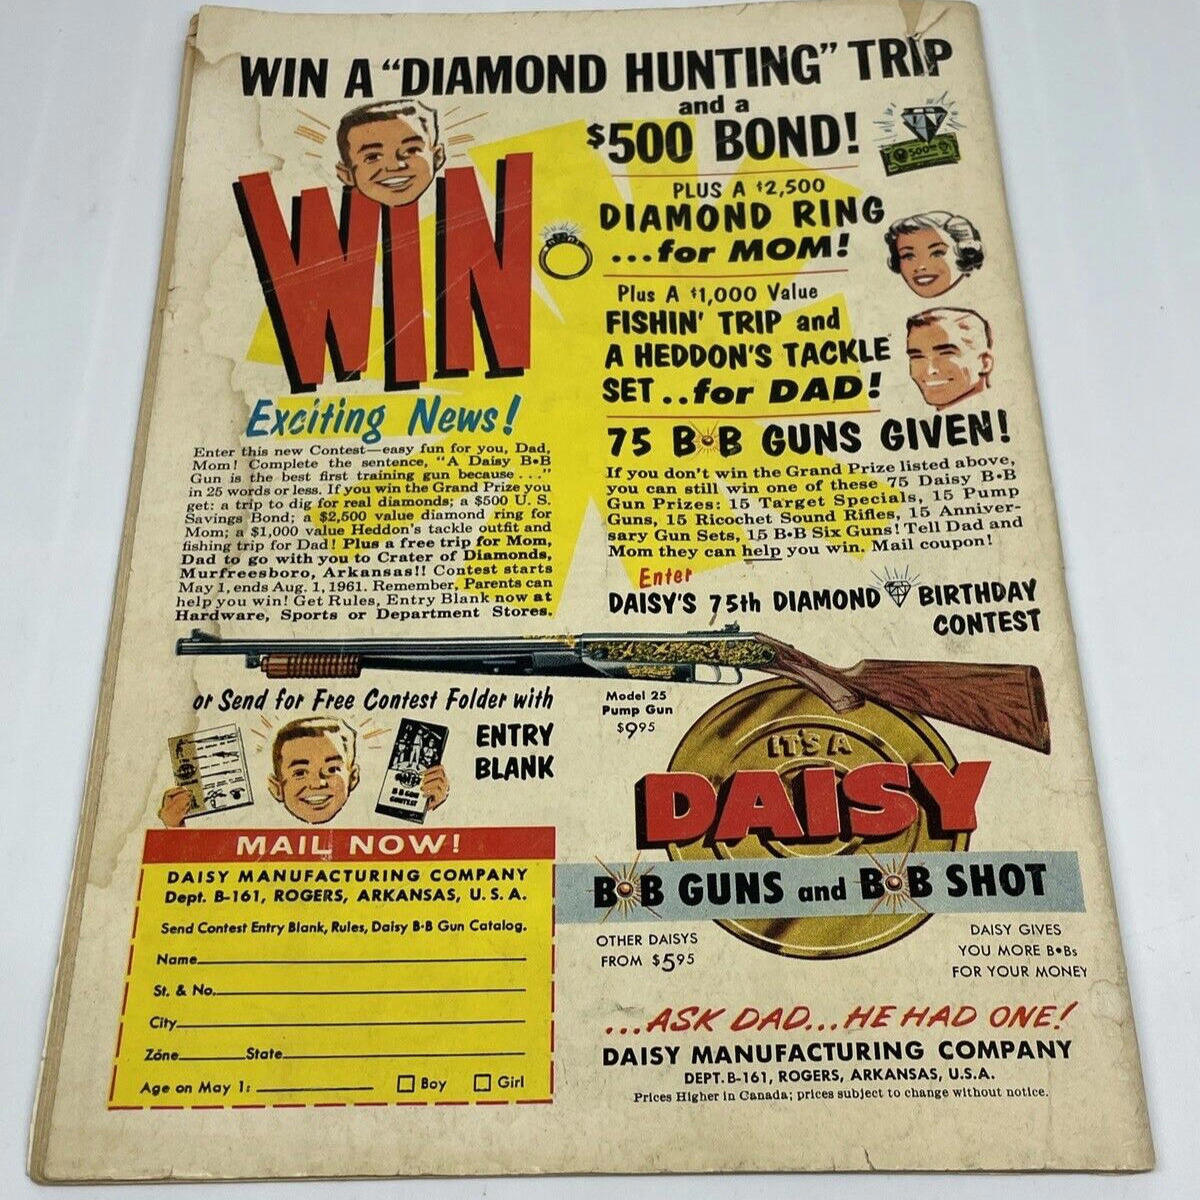 WIN A "DIAMOND HUNTING" TRIP
and a
$500 BOND!
500
WIN
PLUS A $2,500
DIAMOND RING
...for MOM!
Plus A $1,000 Value
FISHIN' TRIP and
A HEDDON'S TACKLE
SET..for DAD!
Exciting News!
Enter this new Contest—easy fun for you, Dad,
Mom! Complete the sentence, "A Daisy B•B
Gun is the best first training gun because..."
in 25 words or less. If you win the Grand Prize you
get: a trip to dig for real diamonds; a $500 U. S.
Savings Bond; a $2,500 value diamond ring for
Mom; a $1,000 value Heddon's tackle outfit and
fishing trip for Dad! Plus a free trip for Mom,
Dad to go with you to Crater of Diamonds,
Murfreesboro, Arkansas!! Contest starts
May 1, ends Aug. 1, 1961. Remember, Parents can
help you win! Get Rules, Entry Blank now at
Hardware, Sports or Department Stores.
75 B•B GUNS GIVEN!
If you don't win the Grand Prize listed above,
you can still win one of these 75 Daisy B•B
Gun Prizes: 15 Target Specials, 15 Pump
Guns, 15 Ricochet Sound Rifles, 15 Anniver-
sary Gun Sets, 15 B•B Six Guns! Tell Dad and
Mom they can help you win. Mail coupon!
Enter
DAISY'S 75th DIAMOND BIRTHDAY
CONTEST
or Send for Free Contest Folder with
ENTRY
BLANK
B B GUN
CONTEST
Model 25
Pump Gun
$9.95
IT'S A
DAISY
B•B GUNS and B•B SHOT
OTHER DAISYS
FROM $5.95
DAISY GIVES
YOU MORE B•Bs
FOR YOUR MONEY
MAIL NOW!
DAISY MANUFACTURING COMPANY
Dept. B-161, ROGERS, ARKANSAS, U. S. A.
Send Contest Entry Blank, Rules, Daisy B•B Gun Catalog.
Name
St. & No.
City
Zone State
Age on May 1: Boy Girl
...ASK DAD...HE HAD ONE!
DAISY MANUFACTURING COMPANY
DEPT. B-161, ROGERS, ARKANSAS, U.S.A.
Prices Higher in Canada; prices subject to change without notice.